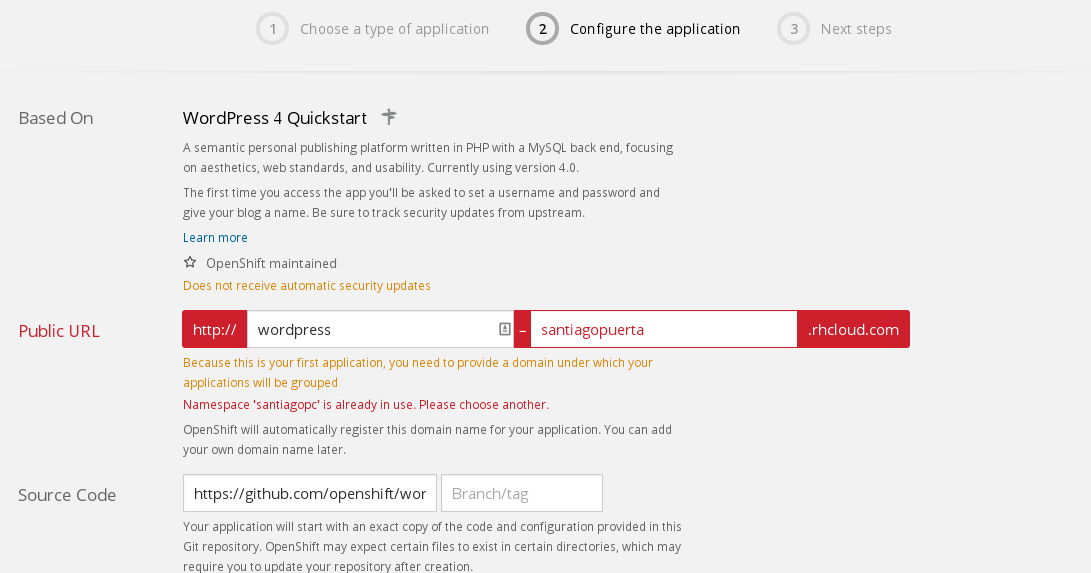 1 Choose a type of application 2 Configure the application 3 Next steps
Based On
WordPress 4 Quickstart
A semantic personal publishing platform written in PHP with a MySQL back end, focusing
on aesthetics, web standards, and usability. Currently using version 4.0.
The first time you access the app you'll be asked to set a username and password and
give your blog a name. Be sure to track security updates from upstream.
Learn more
OpenShift maintained
Does not receive automatic security updates
Public URL
http:// wordpress – santiagopuerta .rhcloud.com
Because this is your first application, you need to provide a domain under which your
applications will be grouped
Namespace 'santiagopc' is already in use. Please choose another.
OpenShift will automatically register this domain name for your application. You can add
your own domain name later.
Source Code
https://github.com/openshift/wor Branch/tag
Your application will start with an exact copy of the code and configuration provided in this
Git repository. OpenShift may expect certain files to exist in certain directories, which may
require you to update your repository after creation.